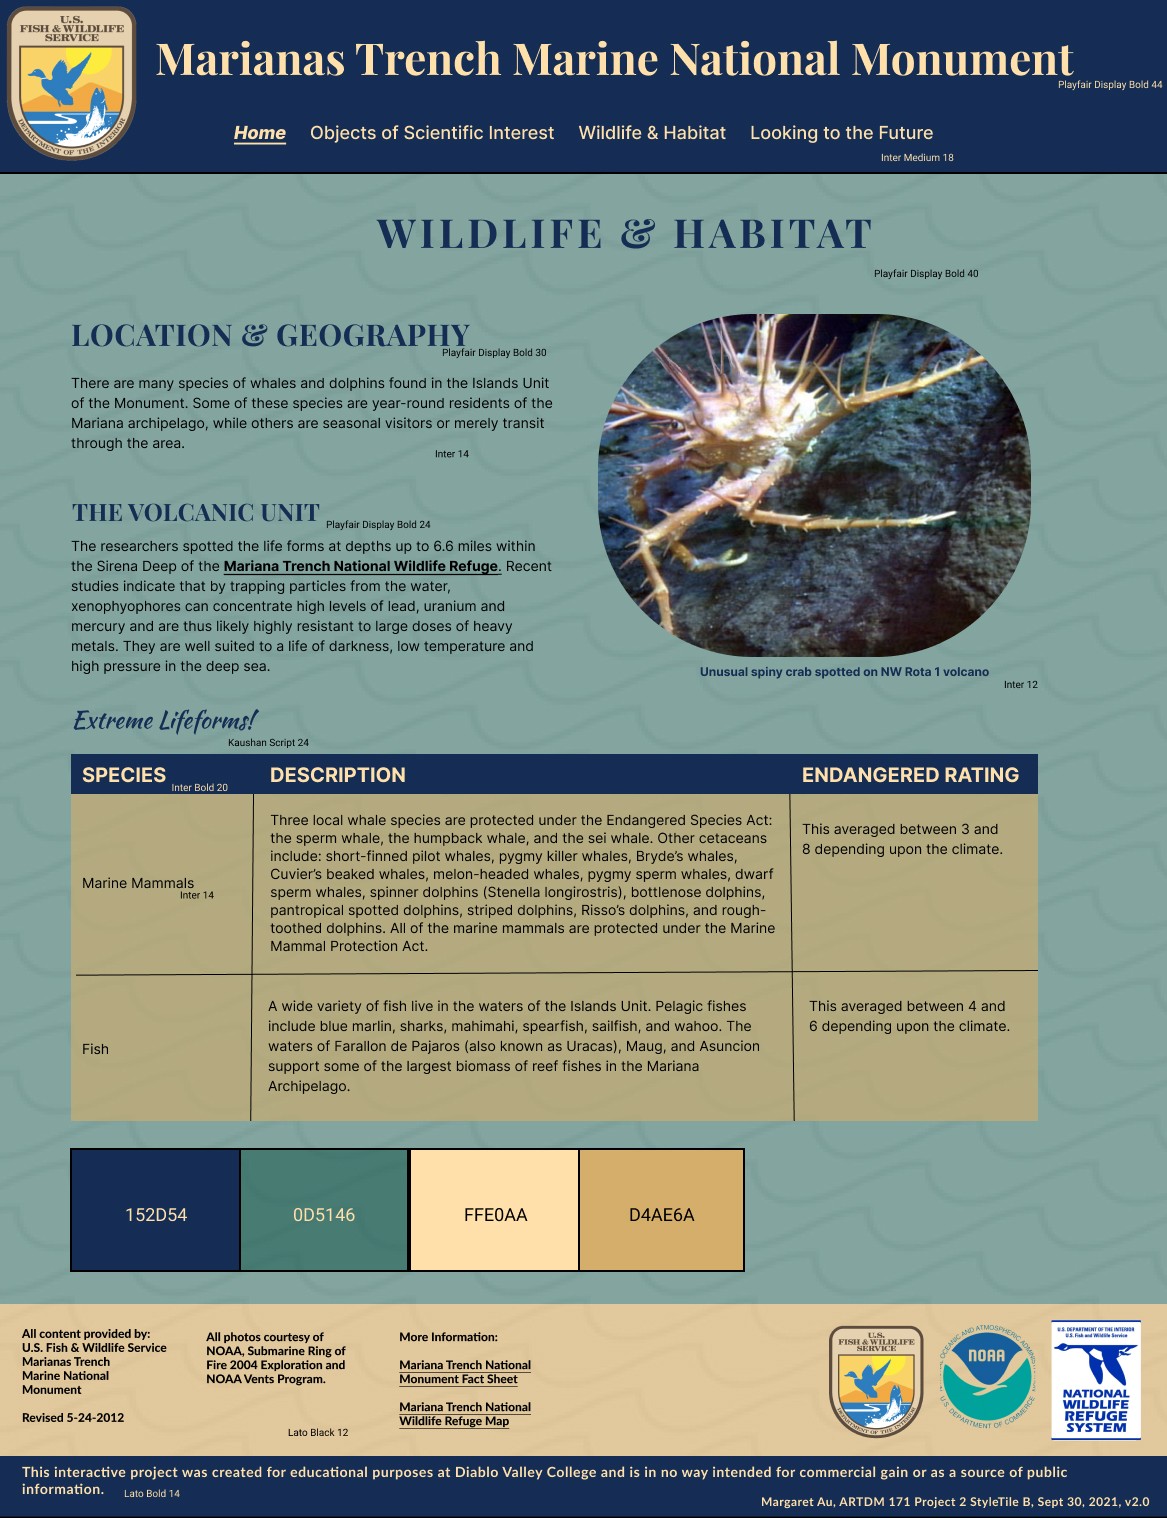 U.S.
FISH & WILDLIFE
SERVICE
DEPARTMENT OF THE INTERIOR
Marianas Trench Marine National Monument
Playfair Display Bold 44
Home Objects of Scientific Interest Wildlife & Habitat Looking to the Future
Inter Medium 18
WILDLIFE & HABITAT
Playfair Display Bold 40
LOCATION & GEOGRAPHY
Playfair Display Bold 30
There are many species of whales and dolphins found in the Islands Unit
of the Monument. Some of these species are year-round residents of the
Mariana archipelago, while others are seasonal visitors or merely transit
through the area.
Inter 14
THE VOLCANIC UNIT
Playfair Display Bold 24
The researchers spotted the life forms at depths up to 6.6 miles within
the Sirena Deep of the Mariana Trench National Wildlife Refuge. Recent
studies indicate that by trapping particles from the water,
xenophyophores can concentrate high levels of lead, uranium and
mercury and are thus likely highly resistant to large doses of heavy
metals. They are well suited to a life of darkness, low temperature and
high pressure in the deep sea.
Unusual spiny crab spotted on NW Rota 1 volcano
Inter 12
Extreme Lifeforms!
Kaushan Script 24
SPECIES DESCRIPTION ENDANGERED RATING
Inter Bold 20
Marine Mammals
Inter 14
Three local whale species are protected under the Endangered Species Act:
the sperm whale, the humpback whale, and the sei whale. Other cetaceans
include: short-finned pilot whales, pygmy killer whales, Bryde's whales,
Cuvier's beaked whales, melon-headed whales, pygmy sperm whales, dwarf
sperm whales, spinner dolphins (Stenella longirostris), bottlenose dolphins,
pantropical spotted dolphins, striped dolphins, Risso's dolphins, and rough-
toothed dolphins. All of the marine mammals are protected under the Marine
Mammal Protection Act.
This averaged between 3 and
8 depending upon the climate.
Fish
A wide variety of fish live in the waters of the Islands Unit. Pelagic fishes
include blue marlin, sharks, mahimahi, spearfish, sailfish, and wahoo. The
waters of Farallon de Pajaros (also known as Uracas), Maug, and Asuncion
support some of the largest biomass of reef fishes in the Mariana
Archipelago.
This averaged between 4 and
6 depending upon the climate.
152D54 0D5146 FFE0AA D4AE6A
All content provided by:
U.S. Fish & Wildlife Service
Marianas Trench
Marine National
Monument
Revised 5-24-2012
All photos courtesy of
NOAA, Submarine Ring of
Fire 2004 Exploration and
NOAA Vents Program.
Lato Black 12
More Information:
Mariana Trench National
Monument Fact Sheet
Mariana Trench National
Wildlife Refuge Map
U.S.
FISH & WILDLIFE
SERVICE
DEPARTMENT OF THE INTERIOR
OCEANIC AND ATMOSPHERIC
NOAA
U.S. DEPARTMENT OF COMMERCE
U.S. DEPARTMENT OF THE INTERIOR
U.S. Fish and Wildlife Service
NATIONAL
WILDLIFE
REFUGE
SYSTEM
This interactive project was created for educational purposes at Diablo Valley College and is in no way intended for commercial gain or as a source of public
information.
Lato Bold 14
Margaret Au, ARTDM 171 Project 2 StyleTile B, Sept 30, 2021, v2.0